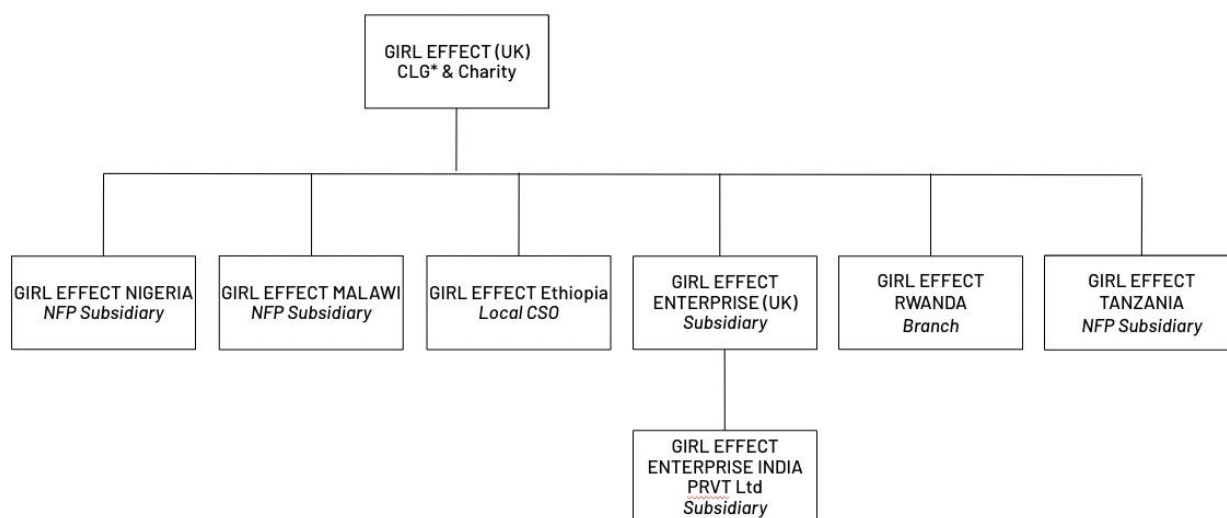 GIRL EFFECT (UK)
CLG* & Charity
GIRL EFFECT NIGERIA
NFP Subsidiary
GIRL EFFECT MALAWI
NFP Subsidiary
GIRL EFFECT Ethiopia
Local CSO
GIRL EFFECT
ENTERPRISE (UK)
Subsidiary
GIRL EFFECT
RWANDA
Branch
GIRL EFFECT
TANZANIA
NFP Subsidiary
GIRL EFFECT
ENTERPRISE INDIA
PRVT Ltd
Subsidiary